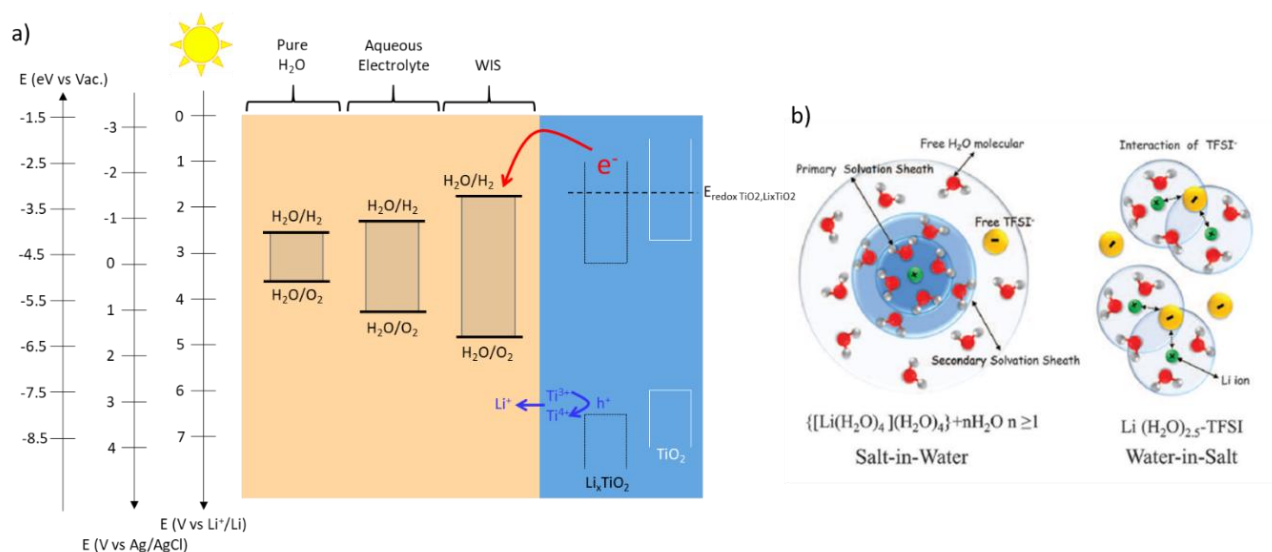 a)
Pure
H₂O
Aqueous
Electrolyte
WIS
E (eV vs Vac.)
-1.5
-2.5
-3.5
-4.5
-5.5
-6.5
-7.5
-8.5
-3
-2
-1
0
1
2
3
4
E (V vs Ag/AgCl)
0
1
2
3
4
5
6
7
E (V vs Li⁺/Li)
H₂O/H₂
H₂O/O₂
H₂O/H₂
H₂O/O₂
H₂O/H₂
H₂O/O₂
e⁻
E redox TiO2,LixTiO2
Li⁺
Ti³⁺
Ti⁴⁺
h⁺
LiₓTiO₂
TiO₂
b)
Free H₂O molecular
Primary Solvation Sheath
Free TFSI⁻
Secondary Solvation Sheath
{[Li(H₂O)₄](H₂O)₄}+nH₂O n ≥1
Salt-in-Water
Interaction of TFSI⁻
Li ion
Li (H₂O)₂.₅-TFSI
Water-in-Salt